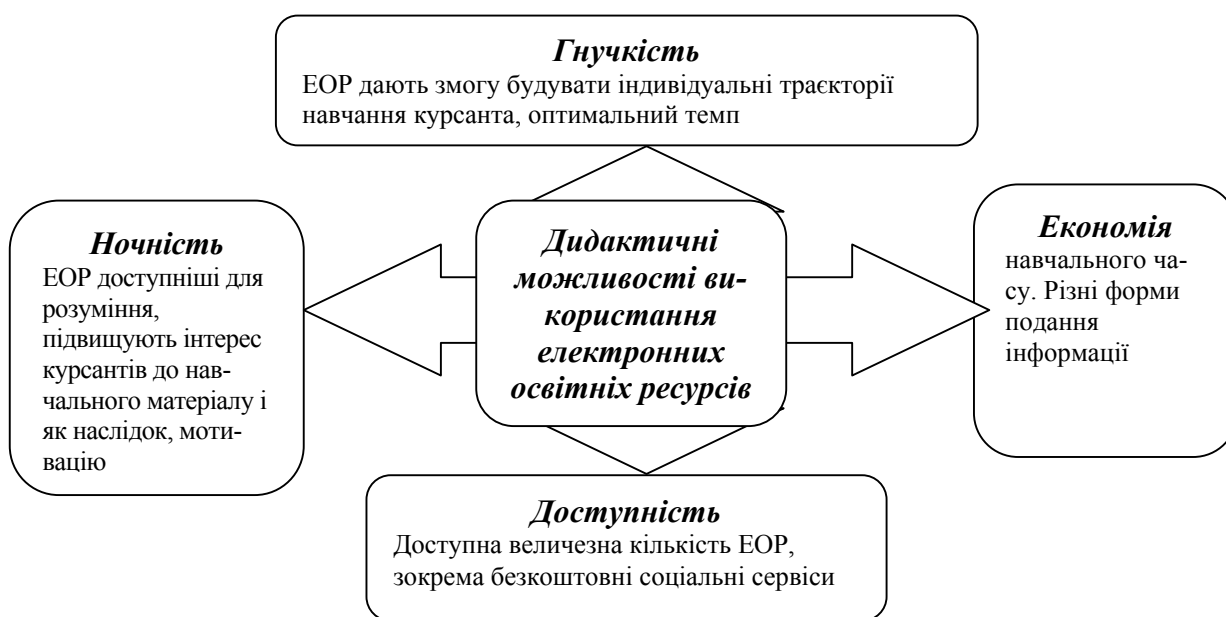 Гнучкість
ЕОР дають змогу будувати індивідуальні траєкторії
навчання курсанта, оптимальний темп
Ночність
ЕОР доступніші для
розуміння,
підвищують інтерес
курсантів до нав-
чального матеріалу і
як наслідок, моти-
вацію
Дидактичні
можливості ви-
користання
електронних
освітніх ресурсів
Економія
навчального ча-
су. Різні форми
подання
інформації
Доступність
Доступна величезна кількість ЕОР,
зокрема безкоштовні соціальні сервіси